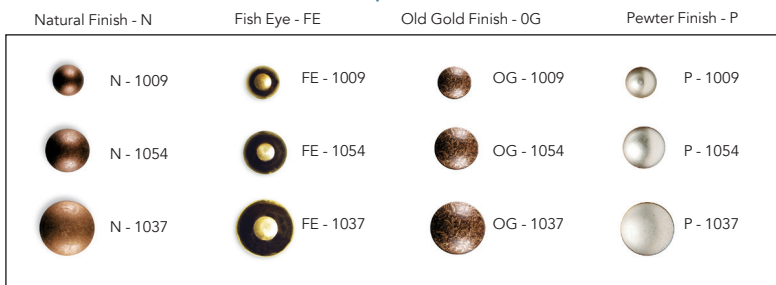 Natural Finish - N Fish Eye - FE Old Gold Finish - 0G Pewter Finish - P
N - 1009 FE - 1009 OG - 1009 P - 1009
N - 1054 FE - 1054 OG - 1054 P - 1054
N - 1037 FE - 1037 OG - 1037 P - 1037